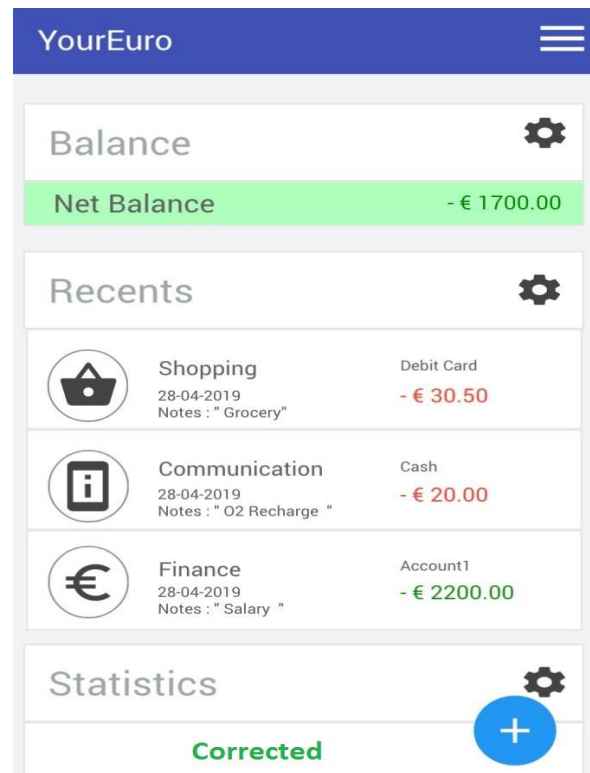 YourEuro
Balance
Net Balance - € 1700.00
Recents
Shopping Debit Card
28-04-2019 - € 30.50
Notes : " Grocery"
Communication Cash
28-04-2019 - € 20.00
Notes : " O2 Recharge "
Finance Account1
28-04-2019 - € 2200.00
Notes : " Salary "
Statistics
Corrected